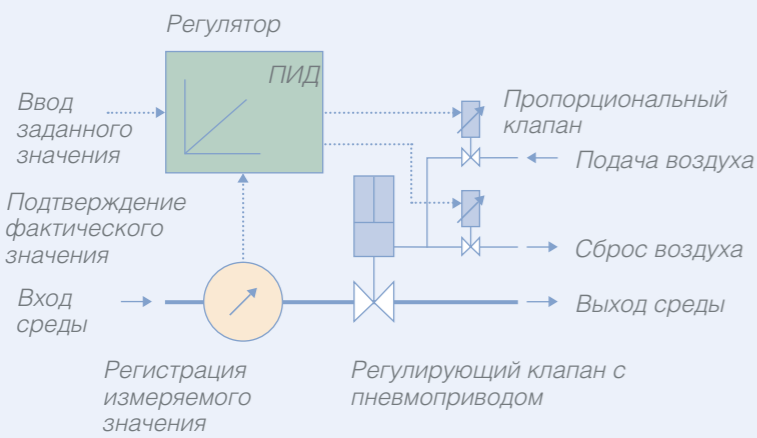 Регулятор
ПИД
Ввод
заданного
значения
Пропорциональный
клапан
Подача воздуха
Подтверждение
фактического
значения
Сброс воздуха
Вход
среды
Выход среды
Регистрация
измеряемого
значения
Регулирующий клапан с
пневмоприводом